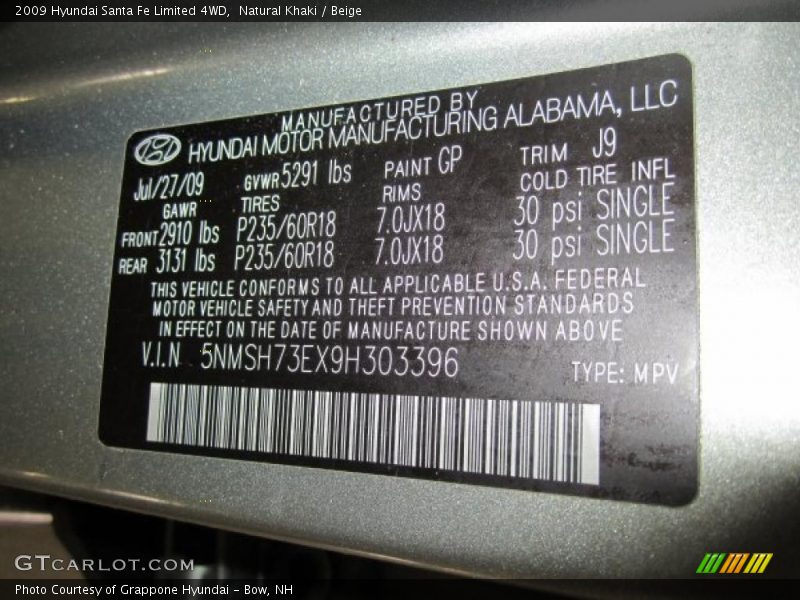 2009 Hyundai Santa Fe Limited 4WD,  Natural Khaki / Beige
MANUFACTURED BY
HYUNDAI MOTOR MANUFACTURING ALABAMA, LLC
Jul/27/09 GVWR 5291 lbs PAINT GP TRIM J9
GAWR TIRES RIMS COLD TIRE INFL
FRONT 2910 lbs P235/60R18 7.0JX18 30 psi SINGLE
REAR 3131 lbs P235/60R18 7.0JX18 30 psi SINGLE
THIS VEHICLE CONFORMS TO ALL APPLICABLE U.S.A. FEDERAL
MOTOR VEHICLE SAFETY AND THEFT PREVENTION STANDARDS
IN EFFECT ON THE DATE OF MANUFACTURE SHOWN ABOVE
V.I.N 5NMSH73EX9H303396 TYPE: MPV
GTCARLOT.COM
Photo Courtesy of Grappone Hyundai - Bow, NH